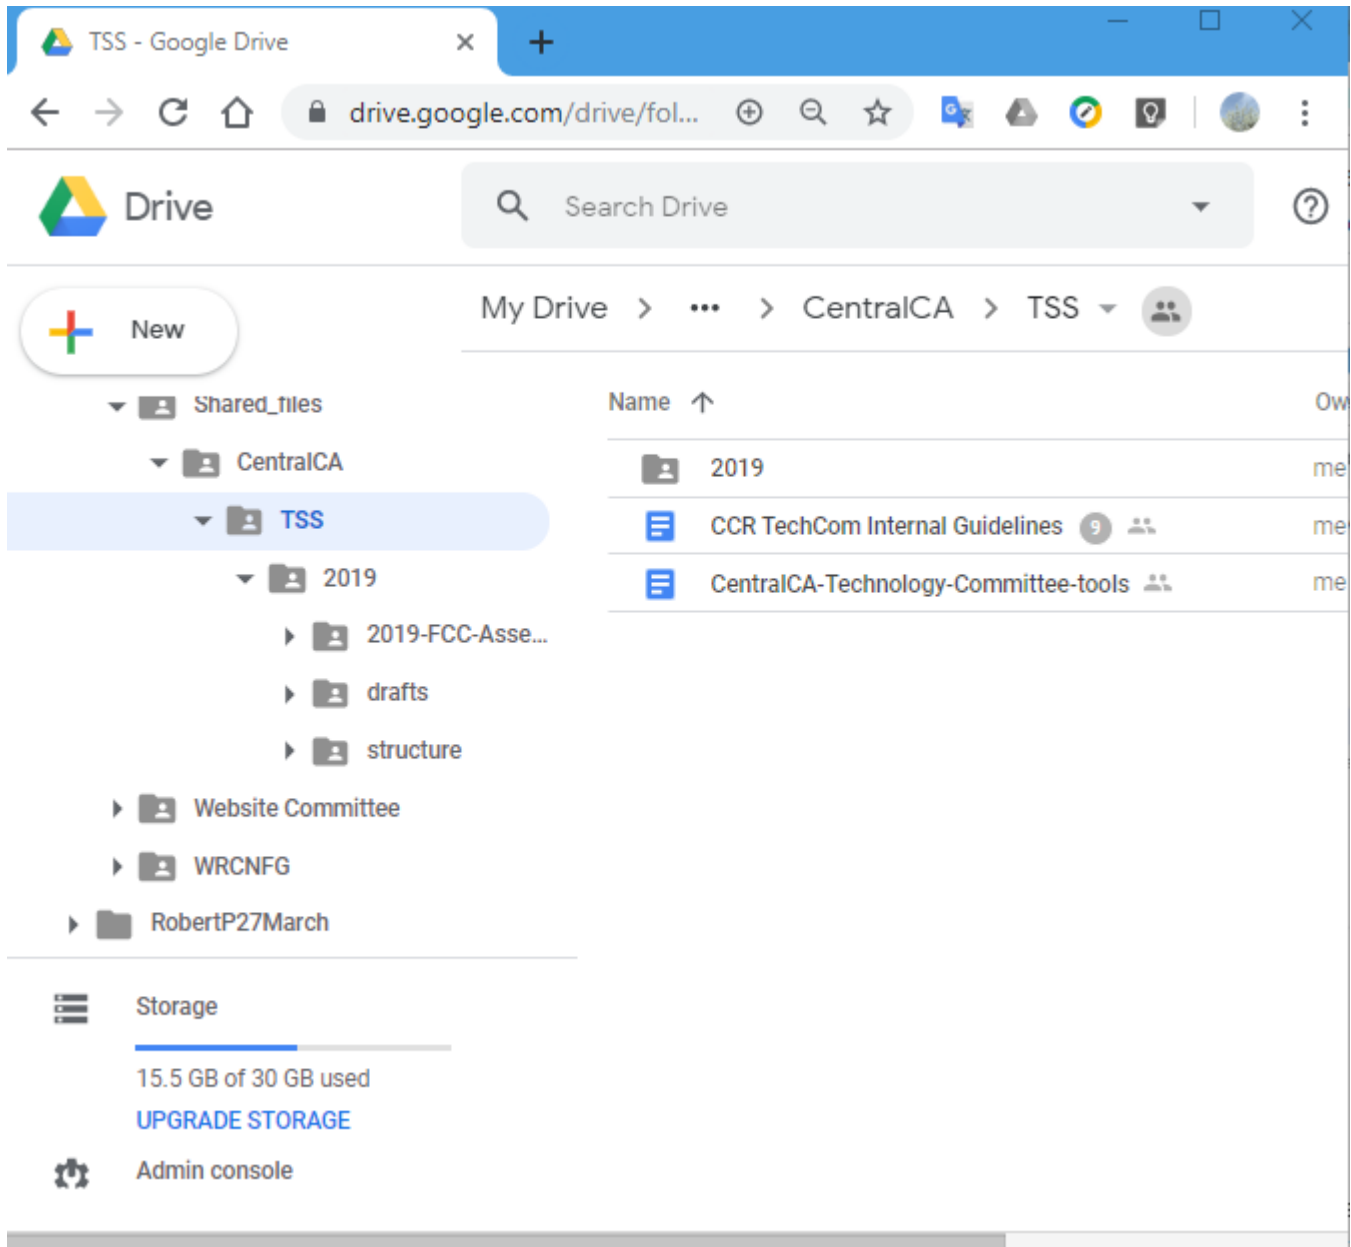 TSS - Google Drive
drive.google.com/drive/fol...
Drive
Search Drive
New
My Drive > ... > CentralCA > TSS
Name
Ow
Shared_files
CentralCA
TSS
2019
2019-FCC-Asse...
drafts
structure
Website Committee
WRCNFG
RobertP27March
2019 me
CCR TechCom Internal Guidelines 9 me
CentralCA-Technology-Committee-tools me
Storage
15.5 GB of 30 GB used
UPGRADE STORAGE
Admin console